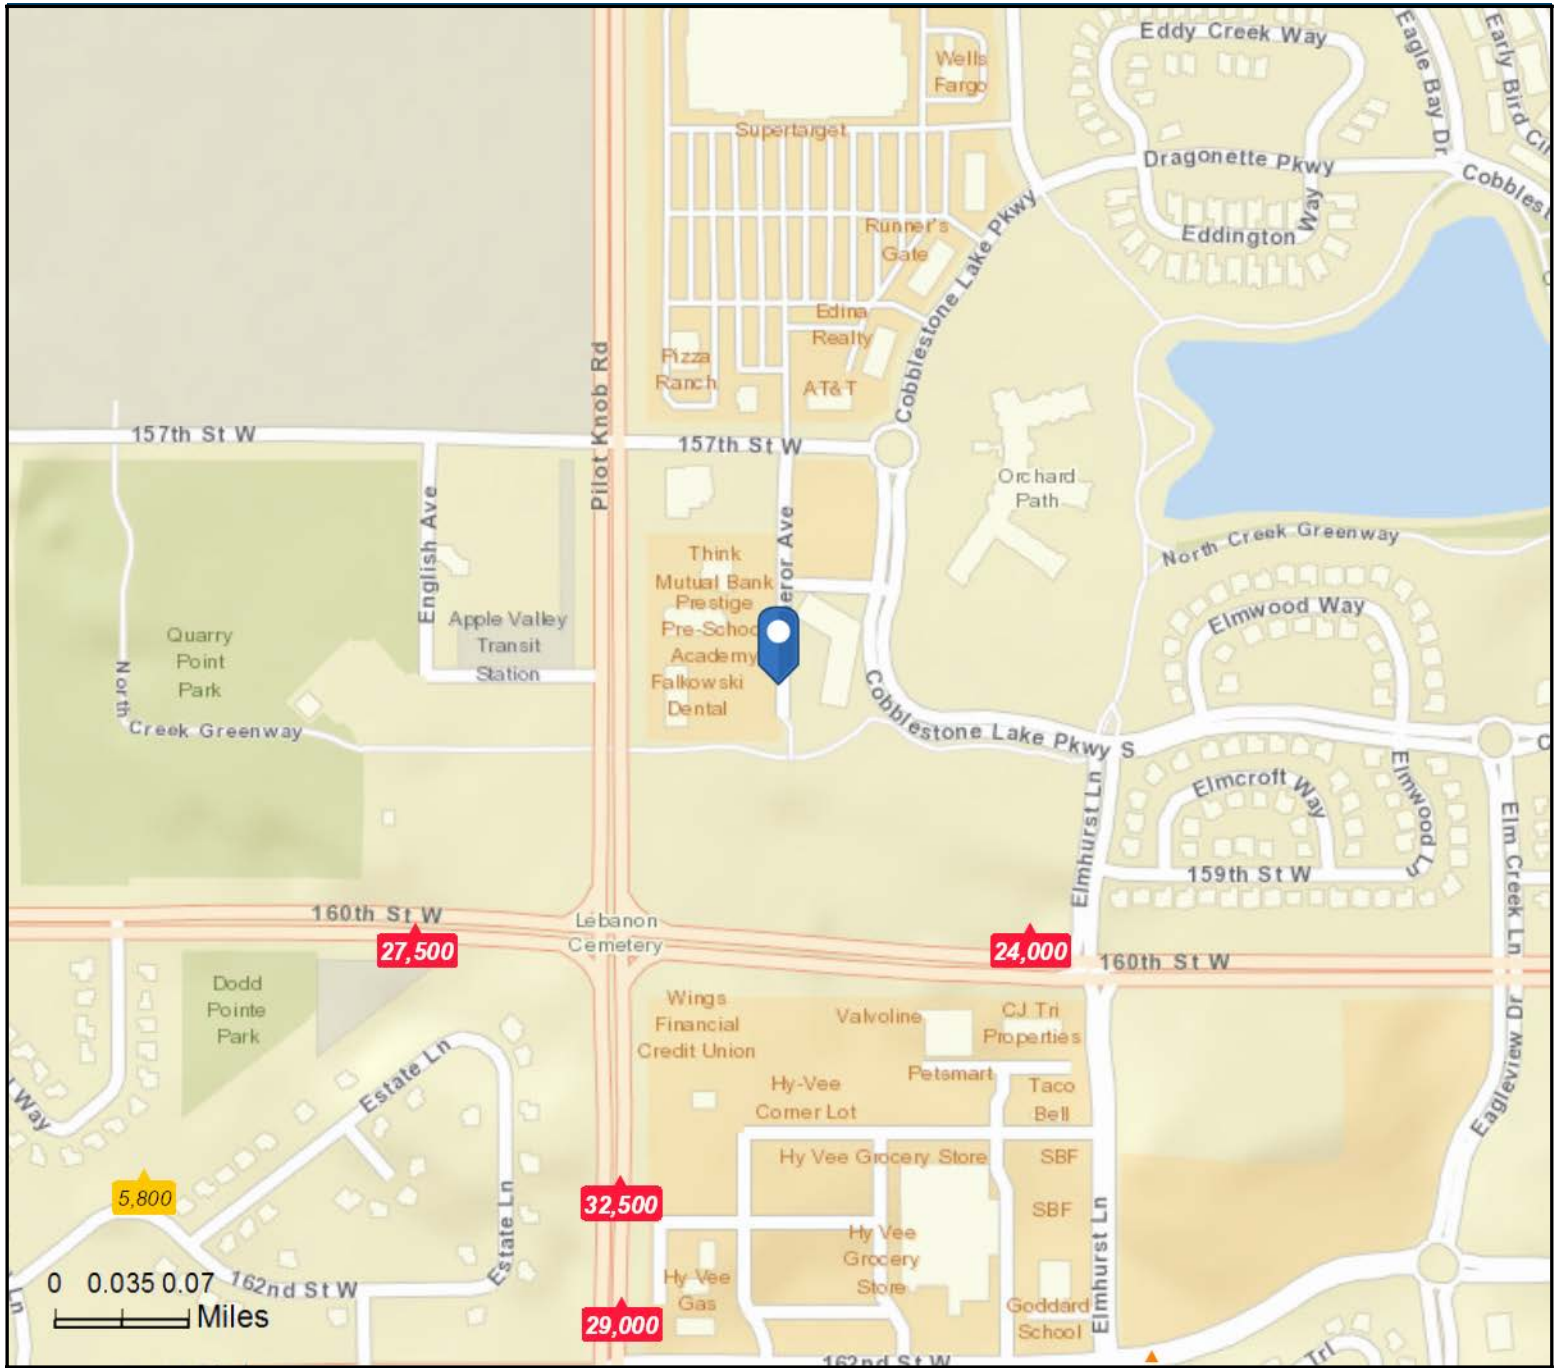 Eddy Creek Way
Eagle Bay Dr
Early Bird Cir
Wells
Fargo
Supertarget
Dragonette Pkwy
Cobblest
Runner's
Gate
Cobblestone Lake Pkwy
Eddington
Way
Edina
Realty
Pizza
Ranch
AT&T
Pilot Knob Rd
157th St W
157th St W
Orchard
Path
English Ave
eror Ave
North Creek Greenway
Think
Mutual Bank
Prestige
Pre-Schoo
Academy
Falkowski
Dental
Elmwood Way
Apple Valley
Transit
Station
Quarry
Point
Park
North
Creek Greenway
Cobblestone Lake Pkwy S
C
Elmcroft Way
Elmwood Ln
Elmhurst Ln
159th St W
Elm Creek Ln
160th St W
Lebanon
Cemetery
27,500
24,000
160th St W
Dodd
Pointe
Park
Wings
Financial
Credit Union
Valvoline
CJ Tri
Properties
Petsmart
Taco
Bell
Hy-Vee
Corner Lot
Estate Ln
Eagleview Dr
Way
Hy Vee Grocery Store
SBF
SBF
5,800
32,500
Estate Ln
Elmhurst Ln
Hy Vee
Grocery
Store
Hy Vee
Gas
Goddard
School
162nd St W
0 0.035 0.07
Miles
Ln
29,000
162nd St W
Trl